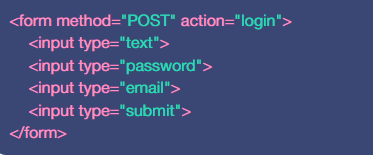 <form method="POST" action="login">
<input type="text">
<input type="password">
<input type="email">
<input type="submit">
</form>